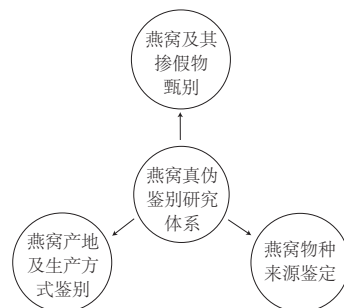 燕窝及其
掺假物
甄别
燕窝真伪
鉴别研究
体系
燕窝产地
及生产方
式鉴别
燕窝物种
来源鉴定